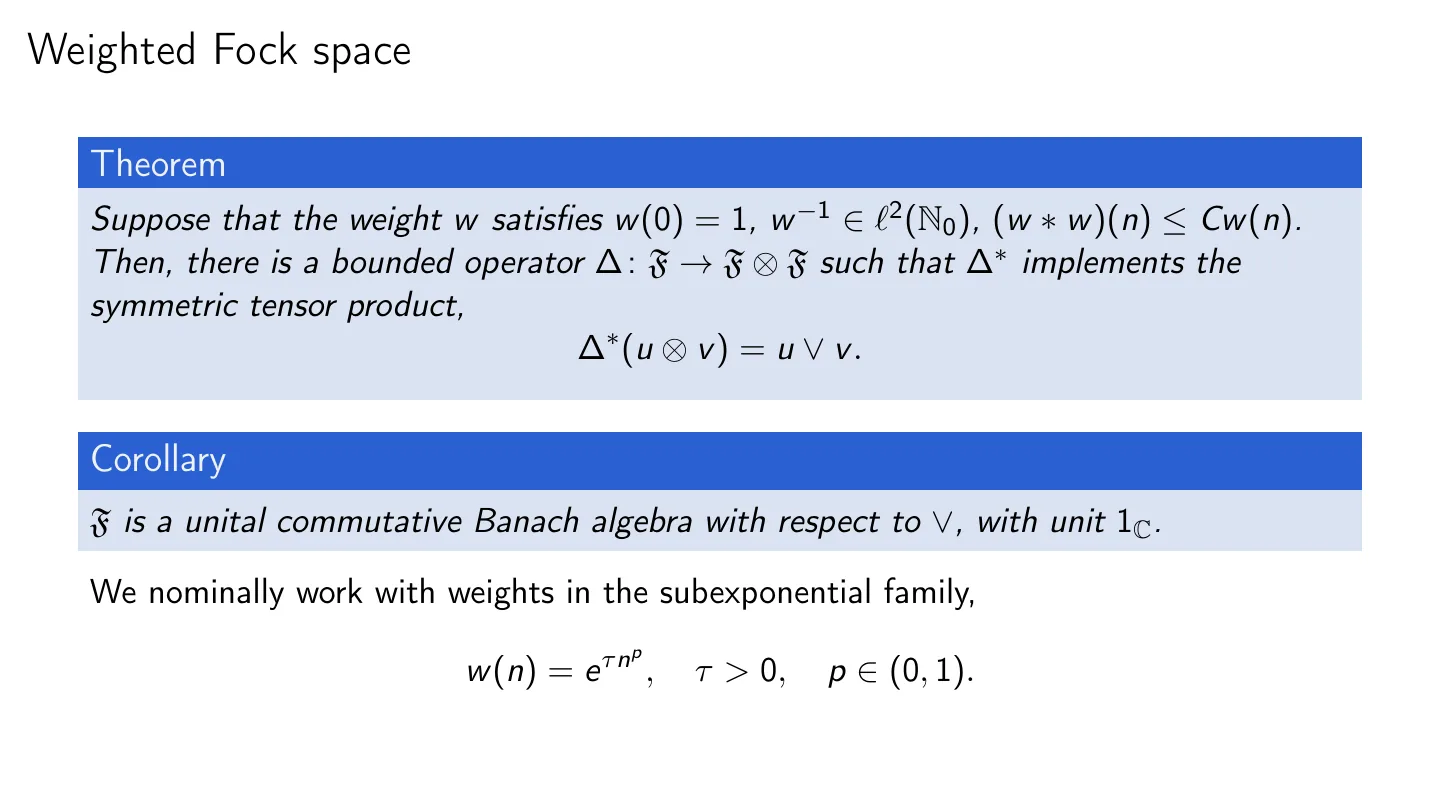 Weighted Fock space
Theorem
Suppose that the weight w satisfies w(0) = 1, w⁻¹ ∈ ℓ²(ℕ₀), (w ∗ w)(n) ≤ Cw(n).
Then, there is a bounded operator Δ: 𝔉 → 𝔉 ⊗ 𝔉 such that Δ* implements the
symmetric tensor product,
Δ*(u ⊗ v) = u ∨ v.
Corollary
𝔉 is a unital commutative Banach algebra with respect to ∨, with unit 1_ℂ.
We nominally work with weights in the subexponential family,
w(n) = e^{τn^p}, τ > 0, p ∈ (0, 1).